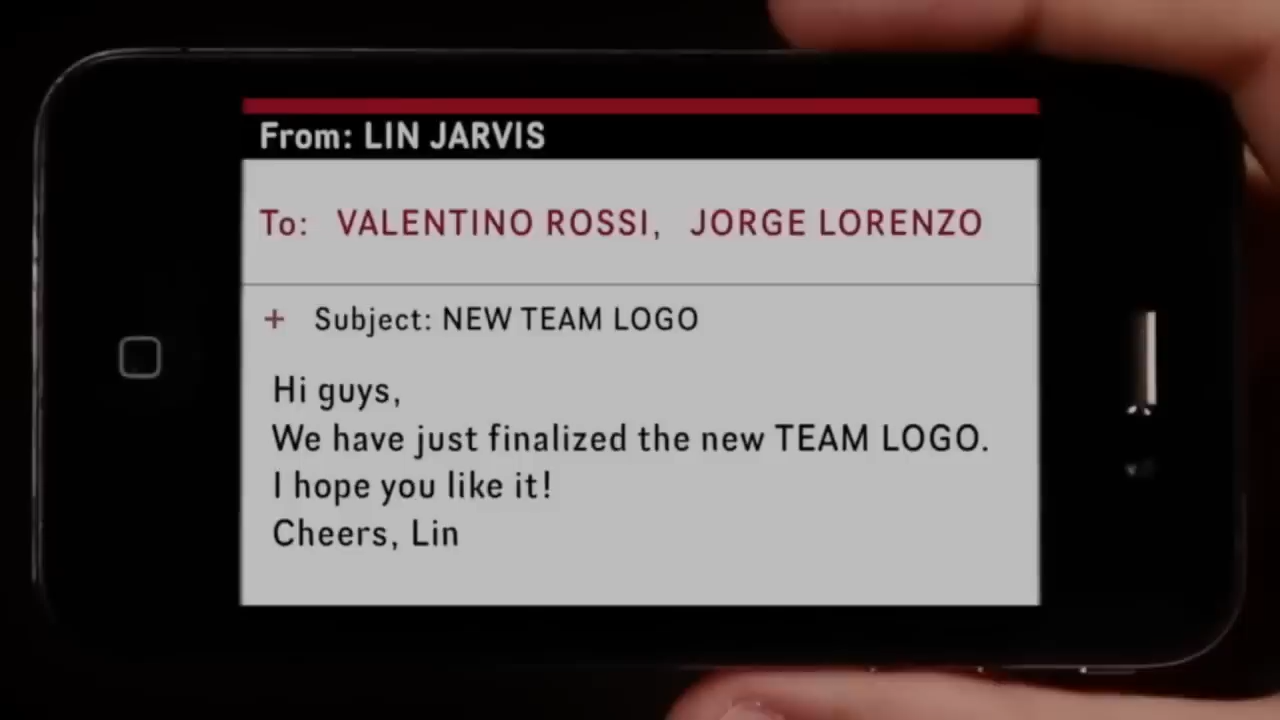 From: LIN JARVIS
To: VALENTINO ROSSI, JORGE LORENZO
+ Subject: NEW TEAM LOGO
Hi guys,
We have just finalized the new TEAM LOGO.
I hope you like it!
Cheers, Lin